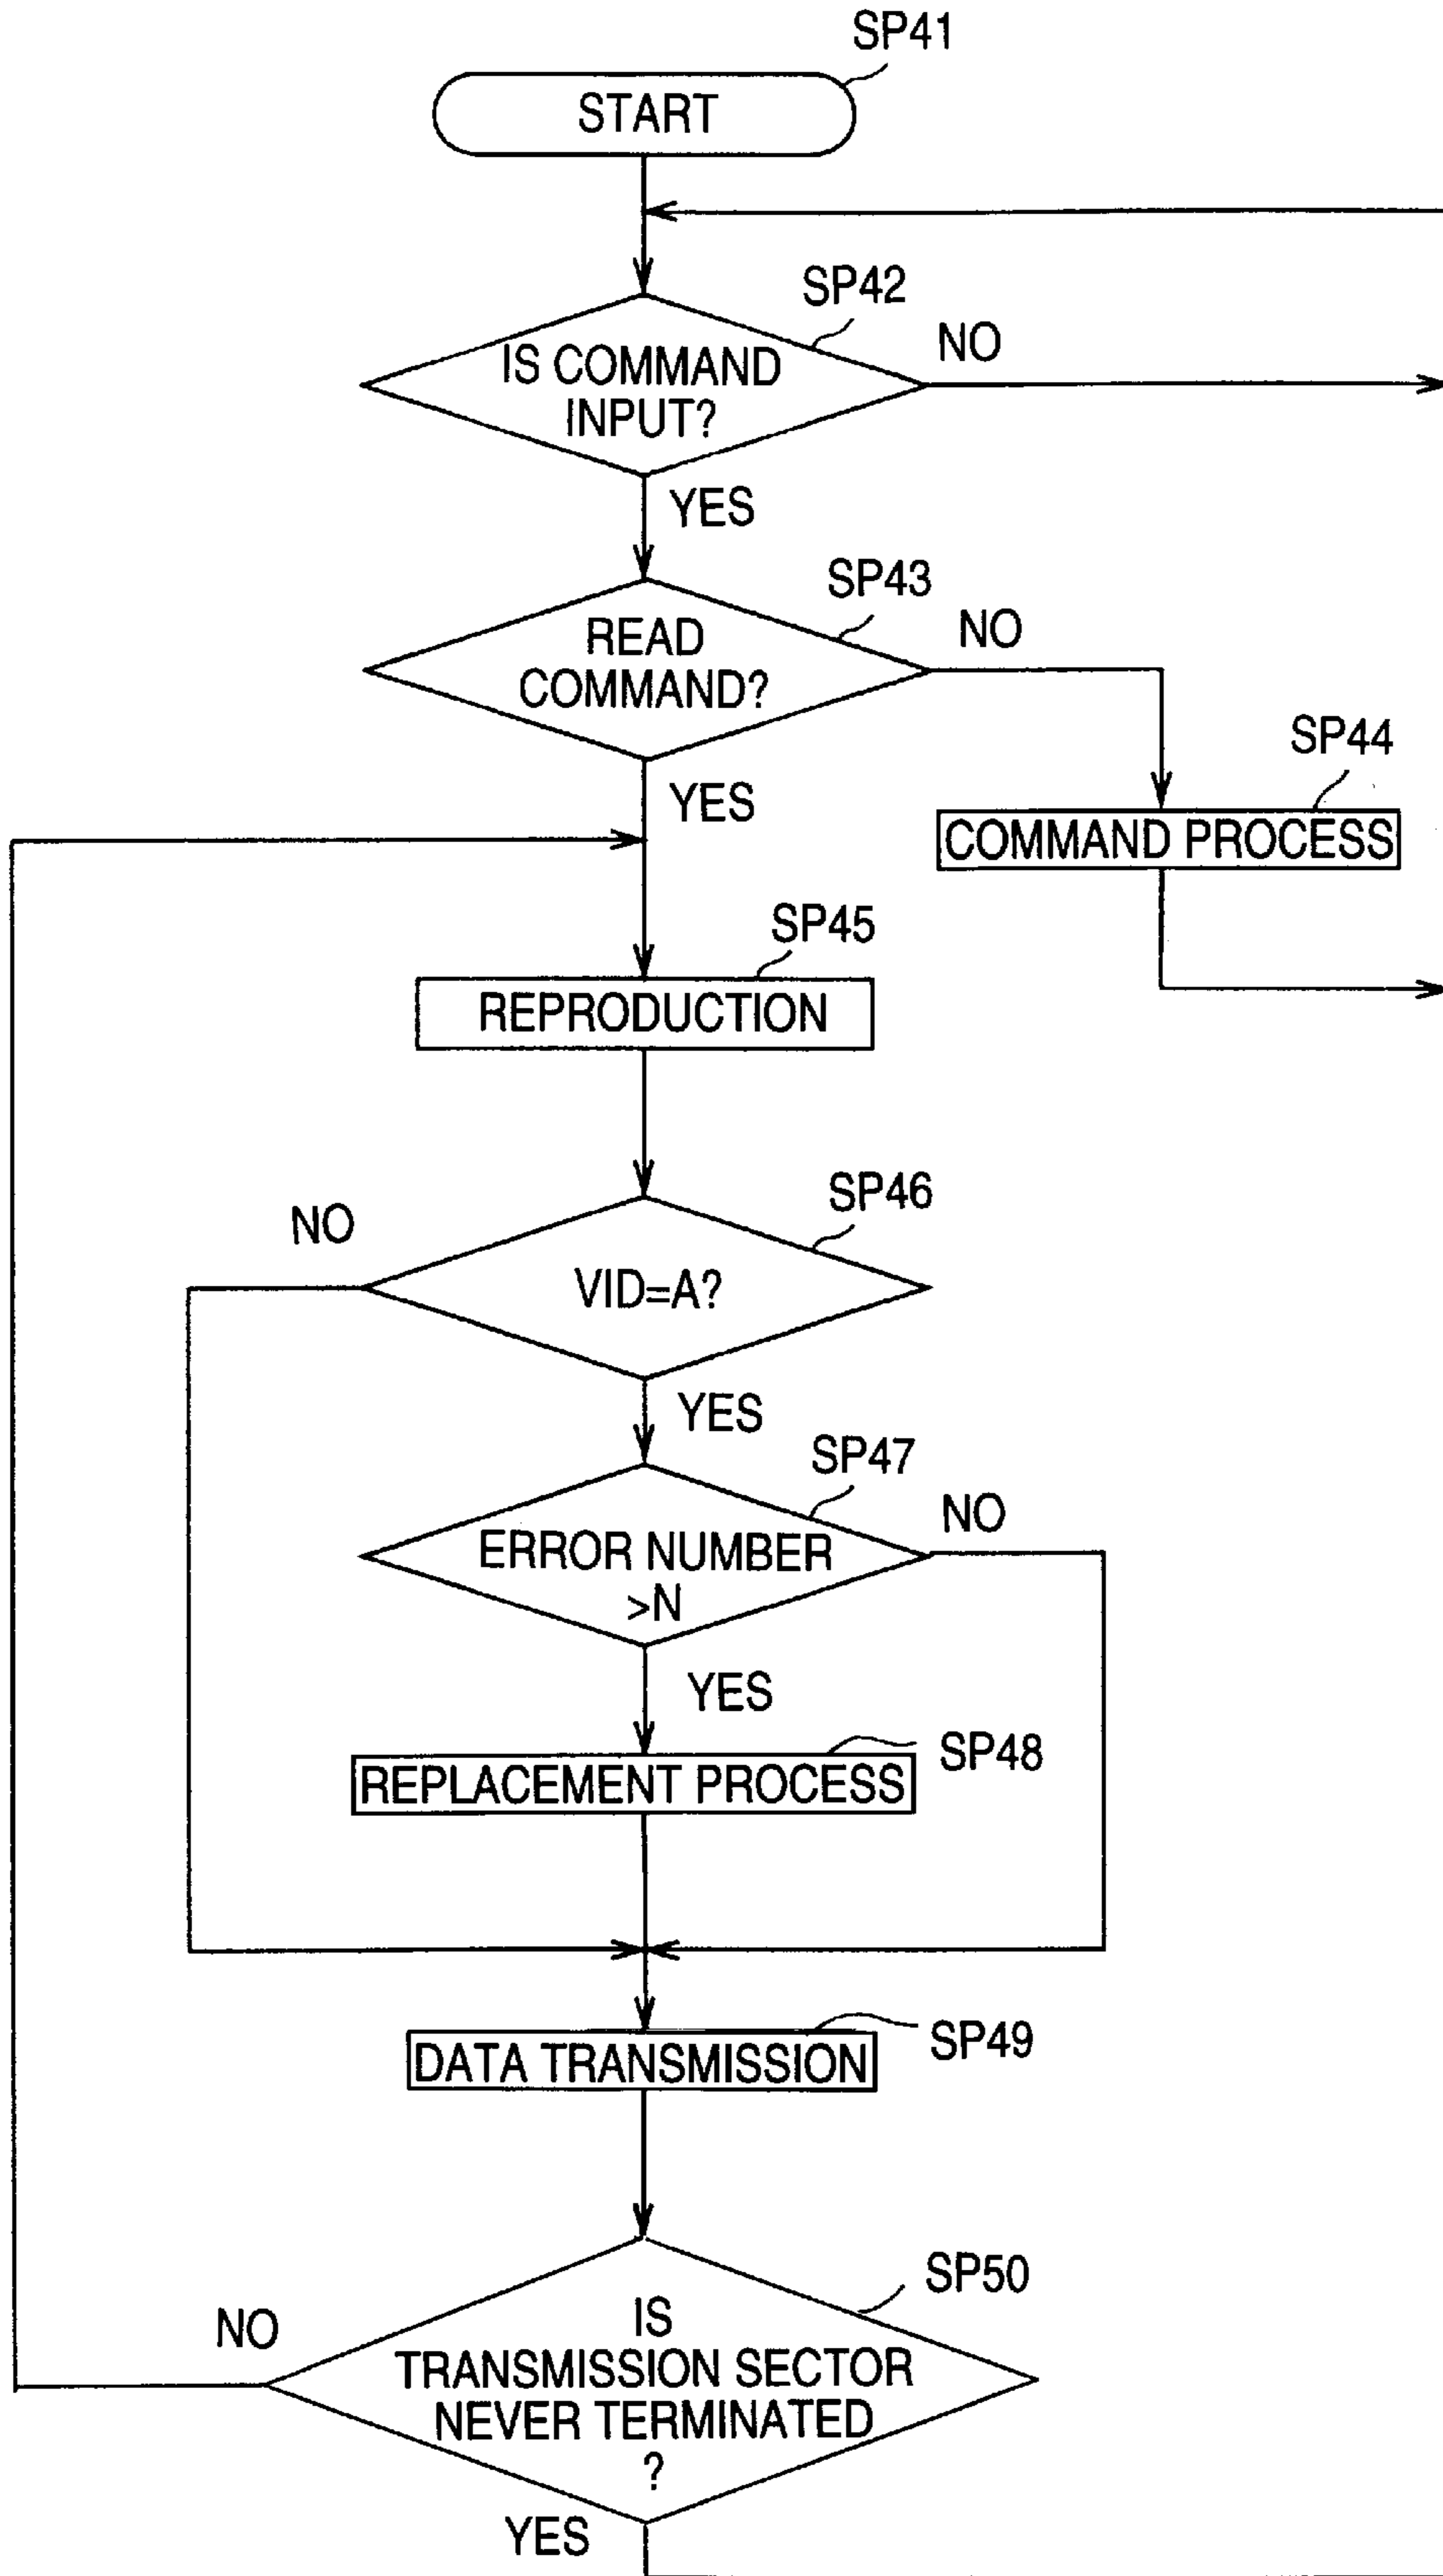 SP41
START
SP42
IS COMMAND
INPUT?
NO
YES
SP43
READ
COMMAND?
NO
YES
SP44
COMMAND PROCESS
SP45
REPRODUCTION
SP46
NO
VID=A?
YES
SP47
ERROR NUMBER
>N
NO
YES
SP48
REPLACEMENT PROCESS
SP49
DATA TRANSMISSION
SP50
NO
IS
TRANSMISSION SECTOR
NEVER TERMINATED
?
YES